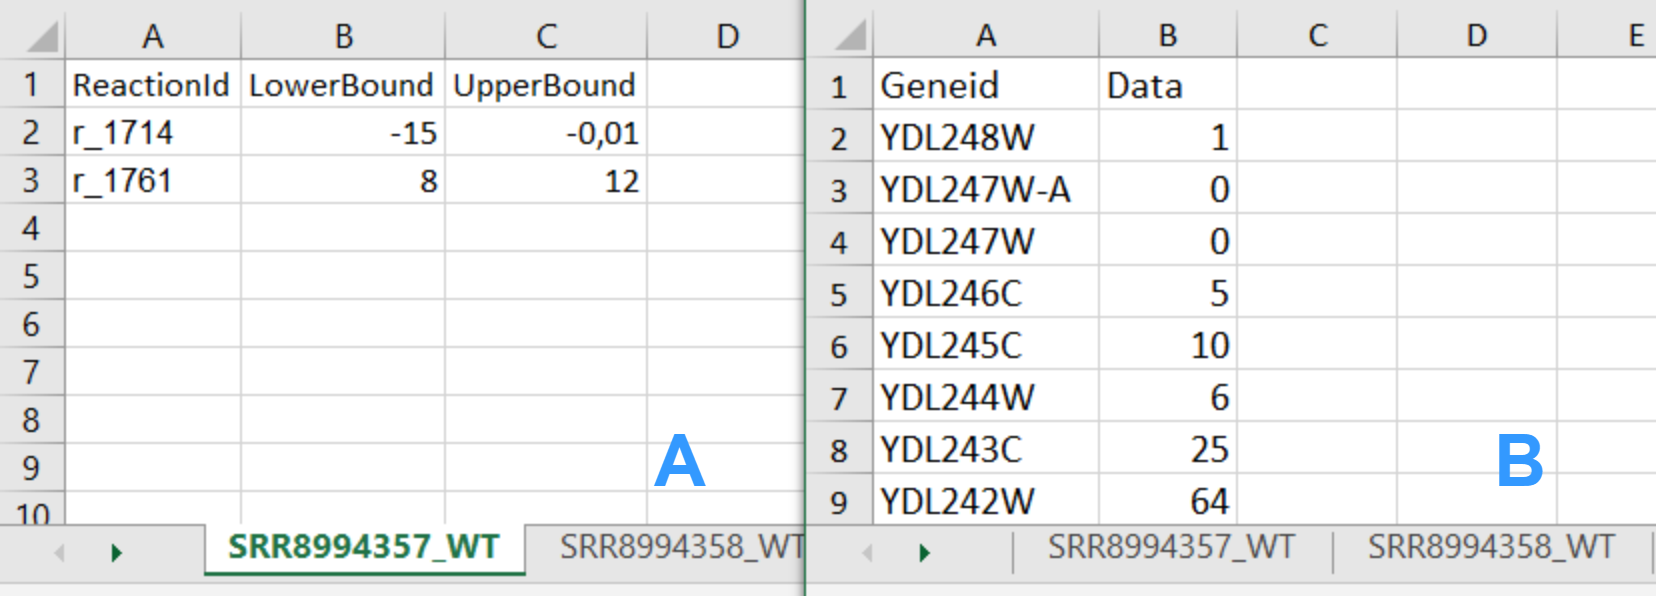 A B C D
1 ReactionId LowerBound UpperBound
2 r_1714 -15 -0,01
3 r_1761 8 12
4
5
6
7
8
9
10
A
SRR8994357_WT SRR8994358_WT
A B C D E
1 Geneid Data
2 YDL248W 1
3 YDL247W-A 0
4 YDL247W 0
5 YDL246C 5
6 YDL245C 10
7 YDL244W 6
8 YDL243C 25
9 YDL242W 64
B
SRR8994357_WT SRR8994358_WT